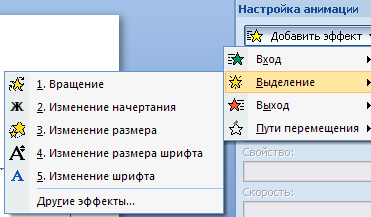 Настройка анимации
Добавить эффект
Вход
Выделение
Выход
Пути перемещения
1. Вращение
Ж 2. Изменение начертания
3. Изменение размера
A 4. Изменение размера шрифта
A 5. Изменение шрифта
Другие эффекты...
Свойство:
Скорость: